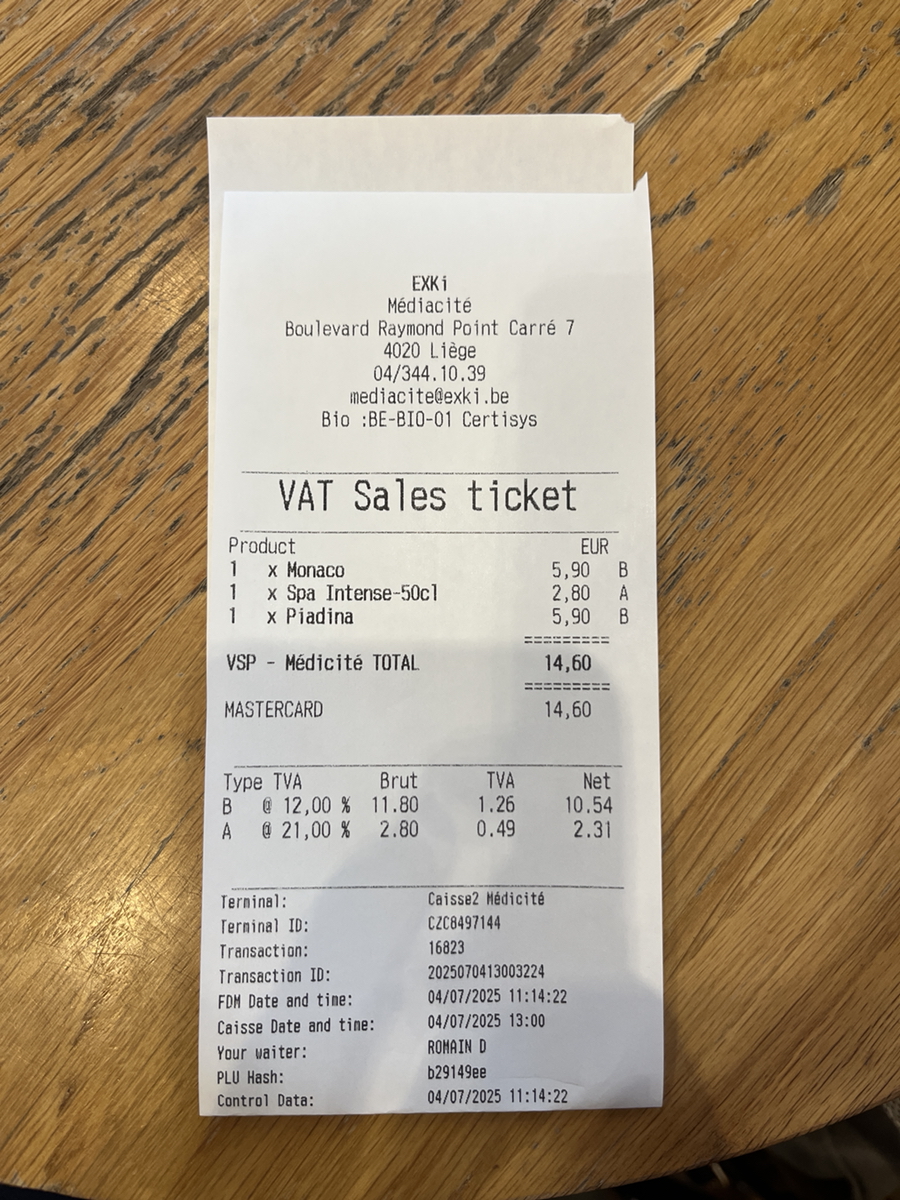 EXKi
Médiacité
Boulevard Raymond Point Carré 7
4020 Liège
04/344.10.39
mediacite@exki.be
Bio :BE-BIO-01 Certisys
VAT Sales ticket
Product EUR
1 x Monaco 5,90 B
1 x Spa Intense-50cl 2,80 A
1 x Piadina 5,90 B
=========
VSP - Médicité TOTAL 14,60
=========
MASTERCARD 14,60
Type TVA Brut TVA Net
B @ 12,00 % 11.80 1.26 10.54
A @ 21,00 % 2.80 0.49 2.31
Terminal: Caisse2 Médicité
Terminal ID: CZC8497144
Transaction: 16823
Transaction ID: 2025070413003224
FDM Date and time: 04/07/2025 11:14:22
Caisse Date and time: 04/07/2025 13:00
Your waiter: ROMAIN D
PLU Hash: b29149ee
Control Data: 04/07/2025 11:14:22